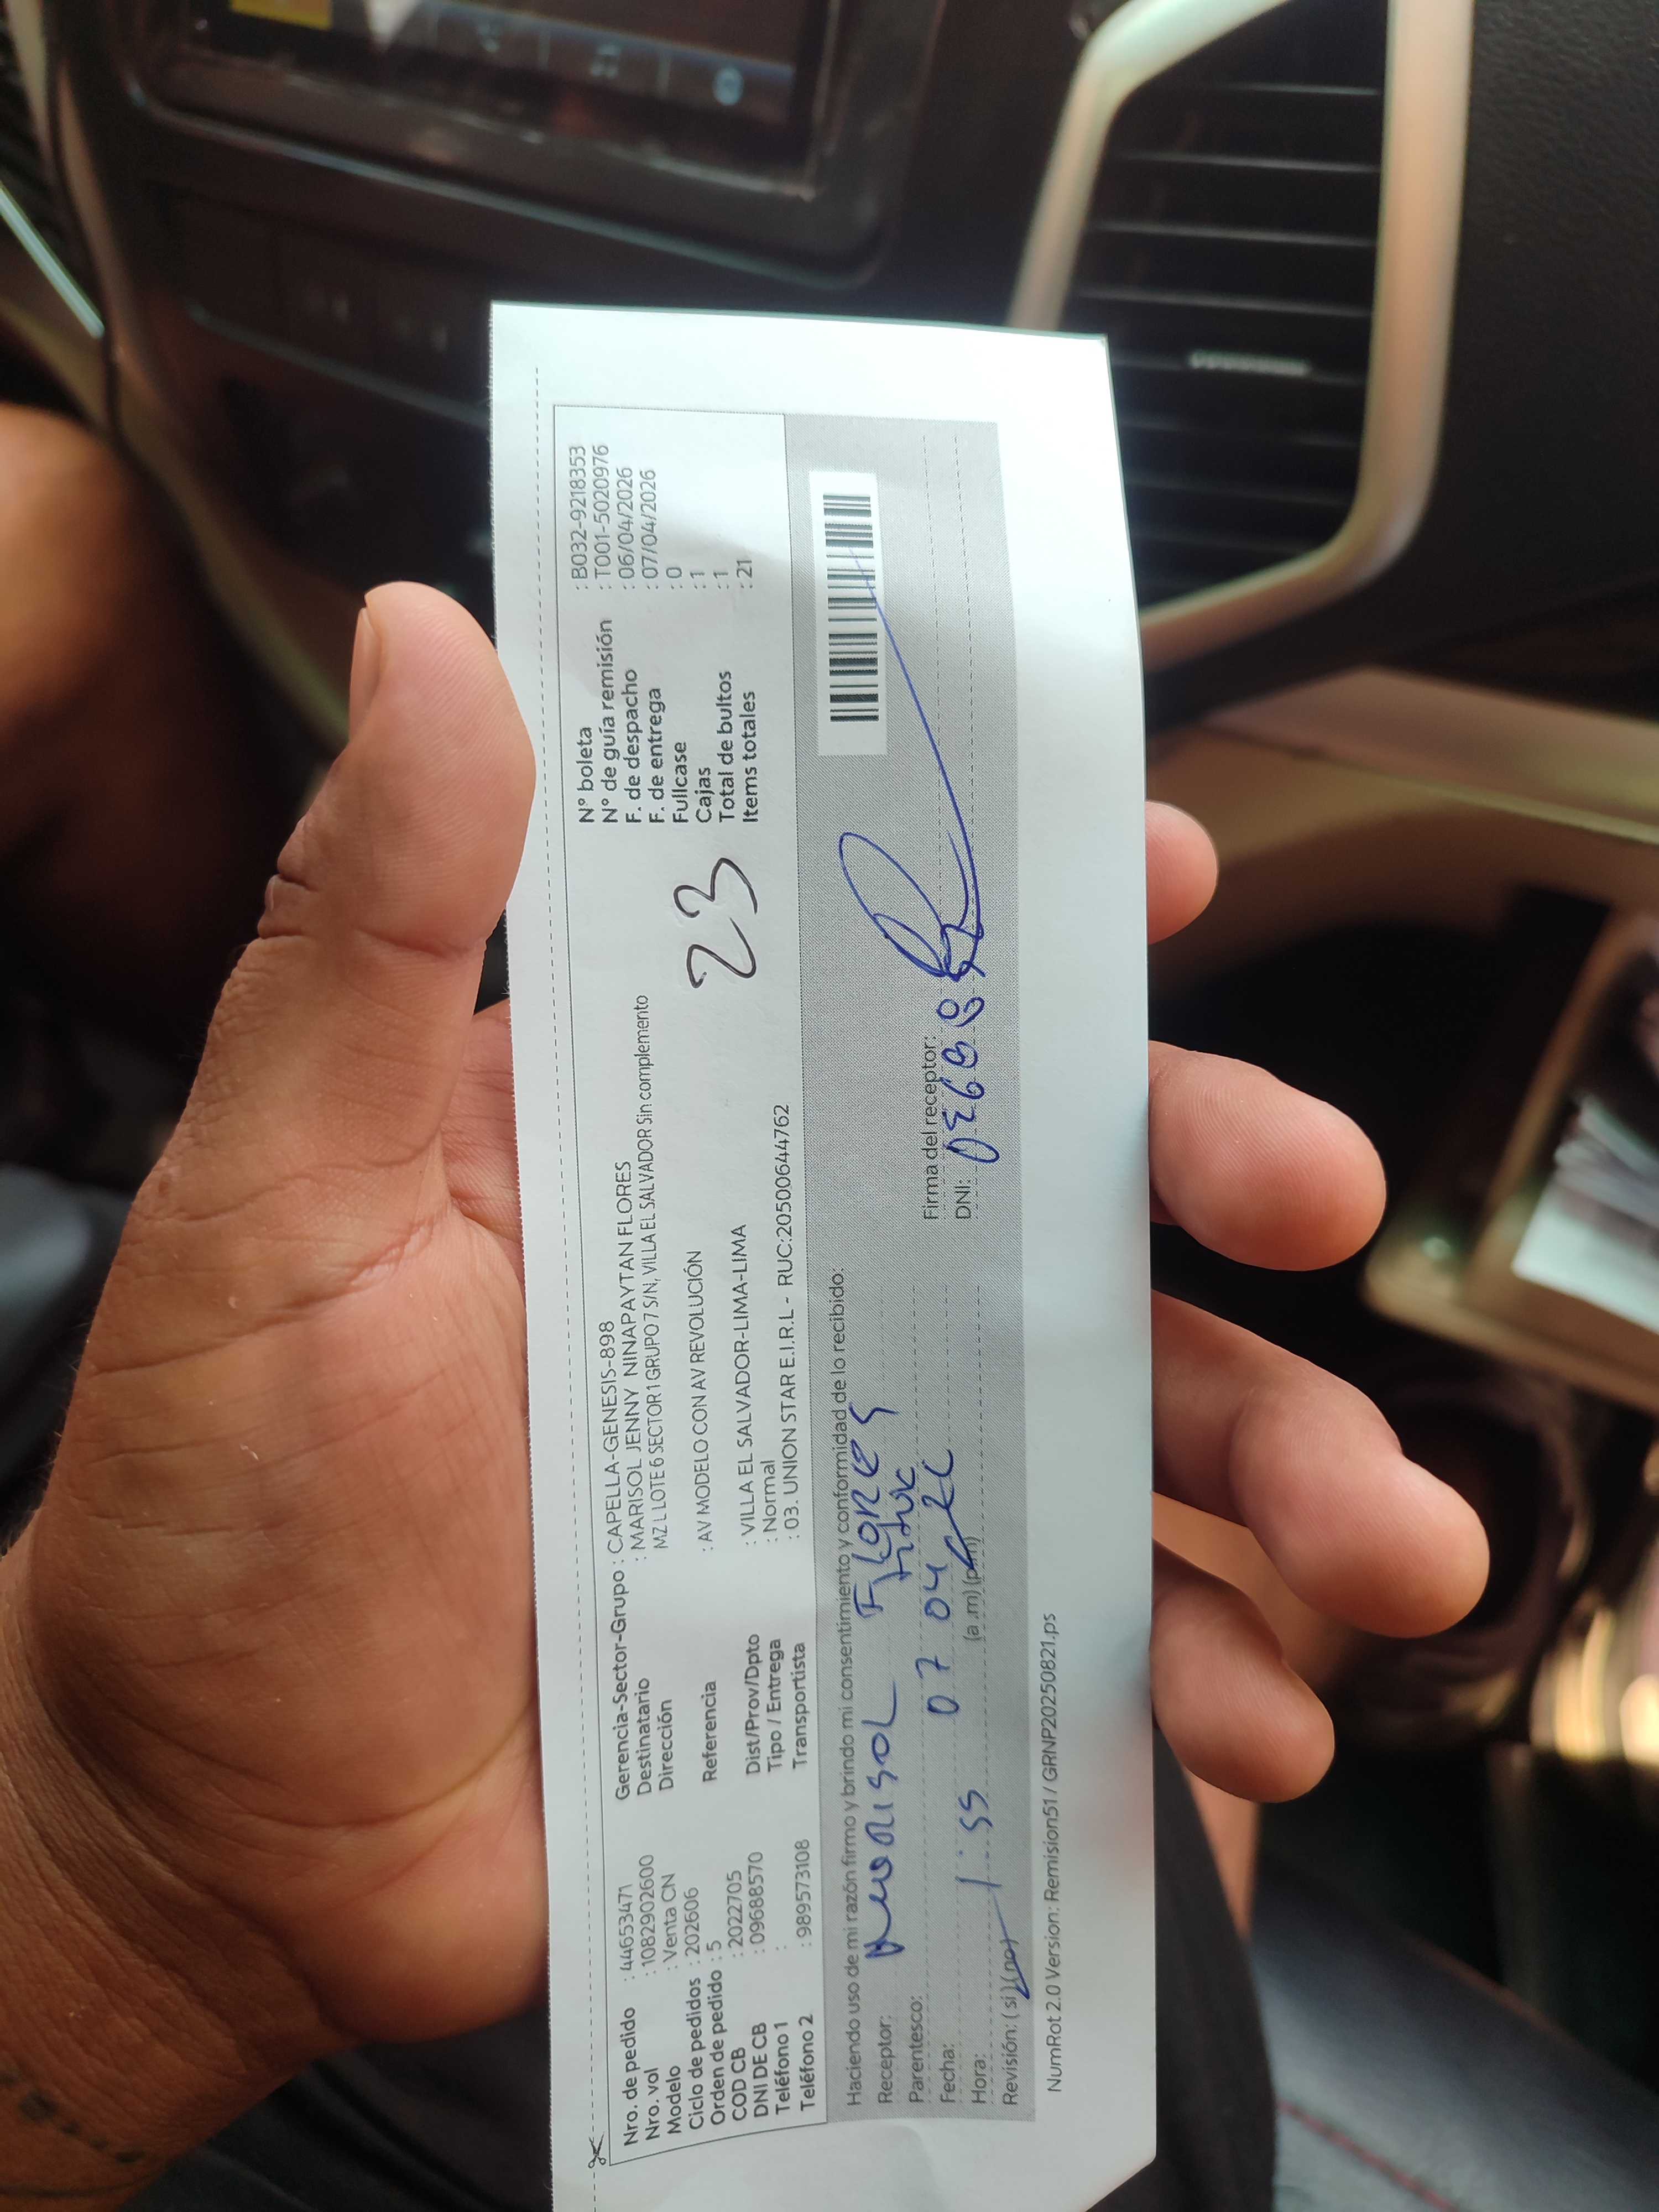 Nro. de pedido : 44653471
Nro. vol : 1082902600
Modelo : Venta CN
Ciclo de pedidos : 202606
Orden de pedido : 5
COD CB : 2022705
DNI DE CB : 09688570
Teléfono 1 :
Teléfono 2 : 989573108
Gerencia-Sector-Grupo : CAPELLA-GENESIS-898
Destinatario : MARISOL JENNY NINAPAYTAN FLORES
Dirección MZ L LOTE 6 SECTOR 1 GRUPO 7 S/N, VILLA EL SALVADOR Sin complemento
Referencia : AV MODELO CON AV REVOLUCIÓN
Dist/Prov/Dpto : VILLA EL SALVADOR-LIMA-LIMA
Tipo / Entrega : Normal
Transportista : 03. UNION STAR E.I.R.L - RUC:20500644762
23
N° boleta : B032-9218353
N° de guía remisión : T001-5020976
F. de despacho : 06/04/2026
F. de entrega : 07/04/2026
Fullcase : 0
Cajas : 1
Total de bultos : 1
Items totales : 21
Haciendo uso de mi razón firmo y brindo mi consentimiento y conformidad de lo recibido:
Receptor: Marisol Flores
Parentesco:
Fecha: 07 04
Hora: 1:55 (a .m) (p.m)
Revisión: ( sí ) (no)
Firma del receptor:
DNI:
NumRot 2.0 Version: Remision51 / GRNP20250821.ps